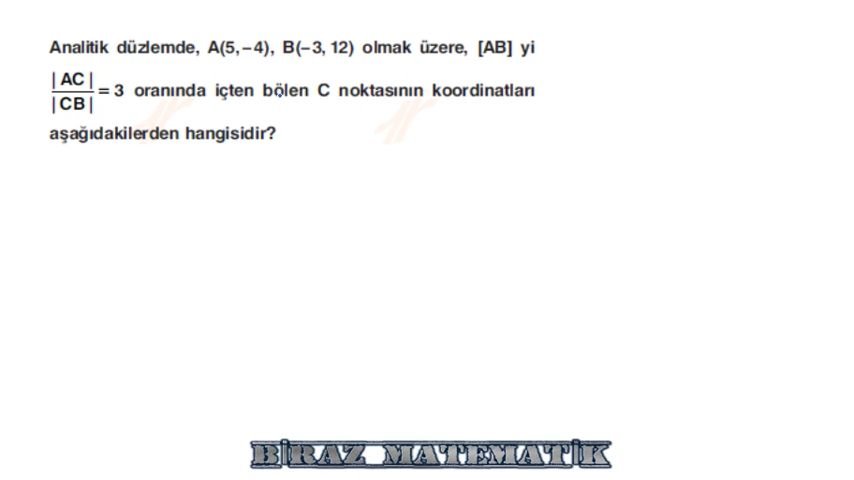 Analitik düzlemde, A(5, –4), B(–3, 12) olmak üzere, [AB] yi
|AC| / |CB| = 3 oranında içten bölen C noktasının koordinatları
aşağıdakilerden hangisidir?
BİRAZ MATEMATİK